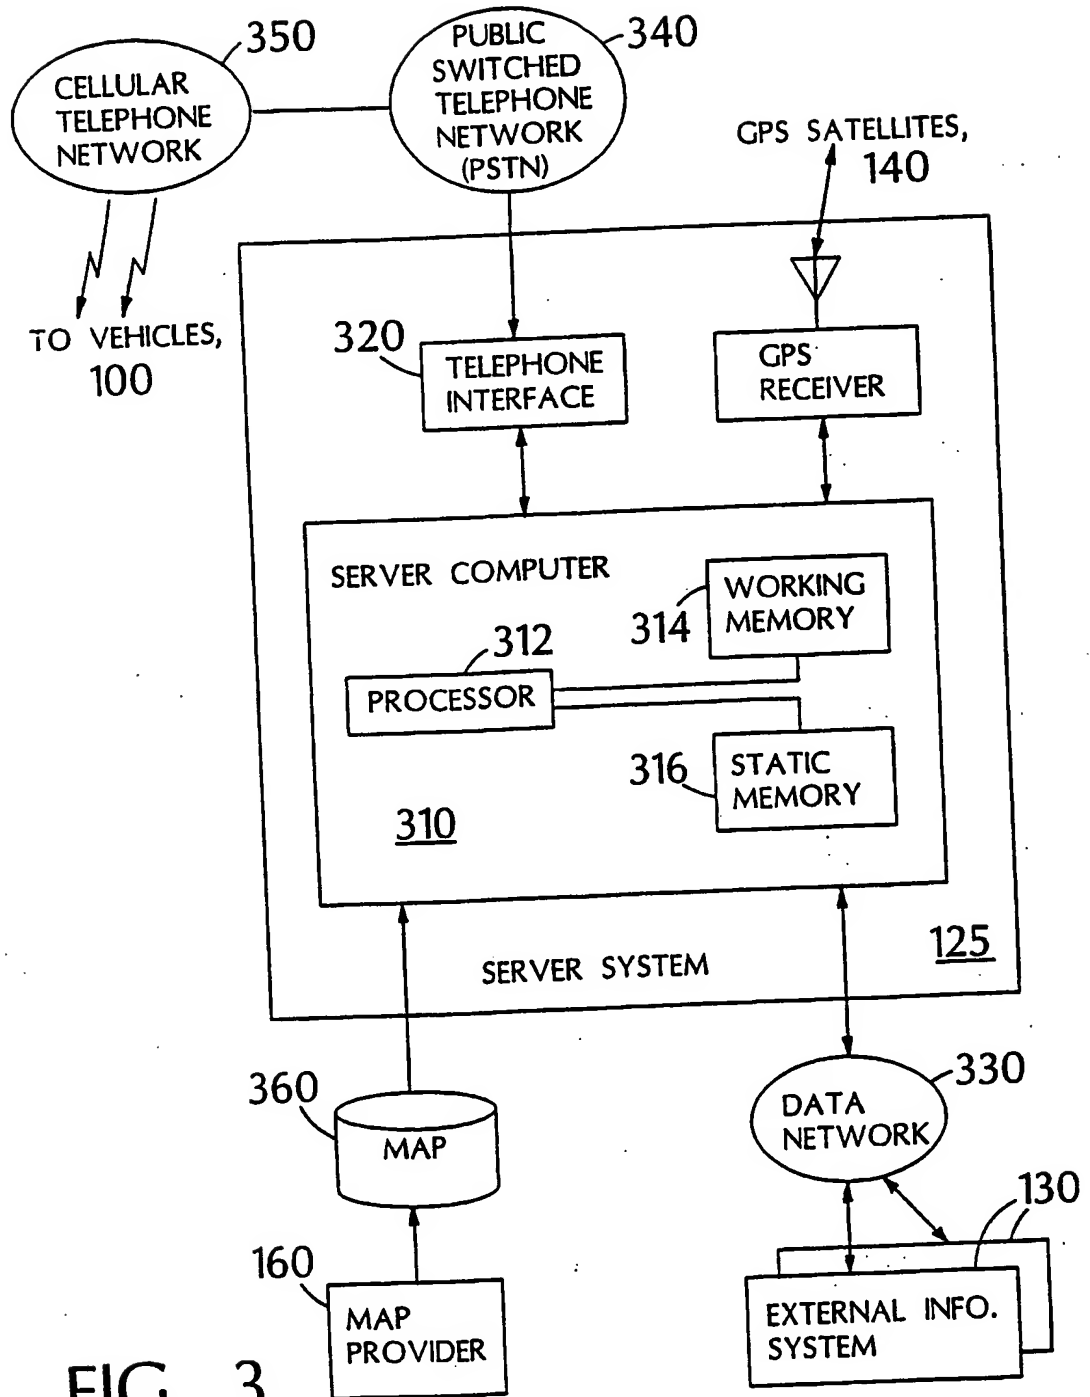 350
CELLULAR
TELEPHONE
NETWORK
PUBLIC
SWITCHED
TELEPHONE
NETWORK
(PSTN)
340
GPS SATELLITES,
140
TO VEHICLES,
100
320
TELEPHONE
INTERFACE
GPS
RECEIVER
SERVER COMPUTER
WORKING
MEMORY
314
312
PROCESSOR
STATIC
MEMORY
316
310
SERVER SYSTEM
125
360
MAP
330
DATA
NETWORK
130
160
MAP
PROVIDER
EXTERNAL INFO.
SYSTEM
FIG. 3